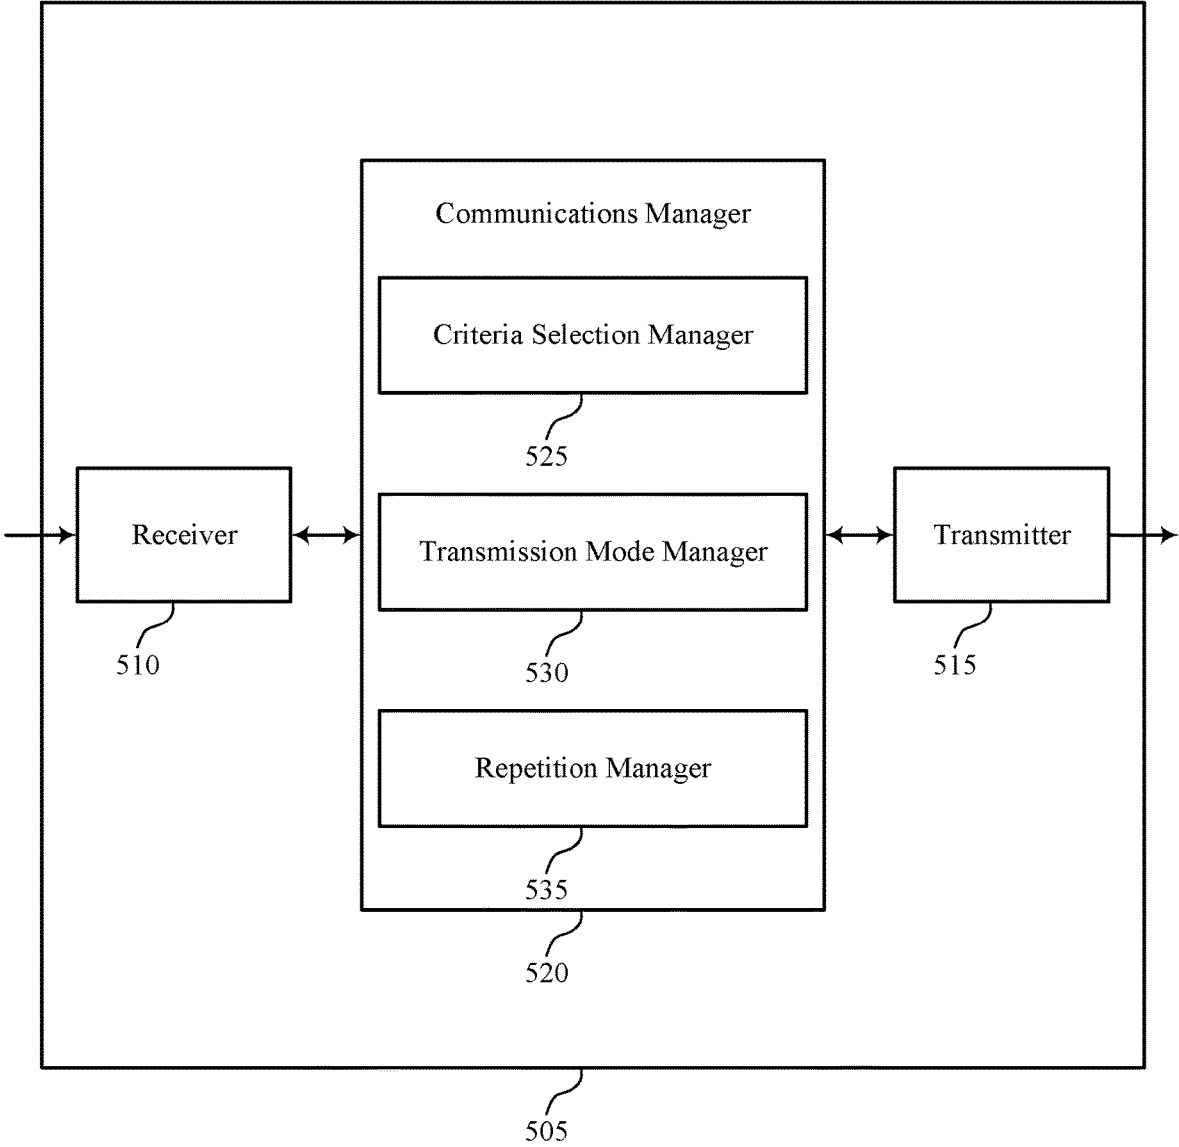 Communications Manager
Criteria Selection Manager
525
Receiver
510
Transmission Mode Manager
530
Transmitter
515
Repetition Manager
535
520
505